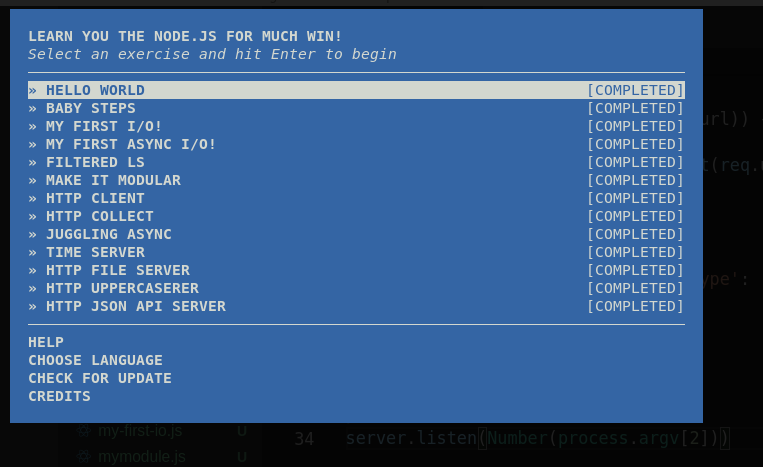 LEARN YOU THE NODE.JS FOR MUCH WIN!
Select an exercise and hit Enter to begin
» HELLO WORLD [COMPLETED]
» BABY STEPS [COMPLETED]
» MY FIRST I/O! [COMPLETED]
» MY FIRST ASYNC I/O! [COMPLETED]
» FILTERED LS [COMPLETED]
» MAKE IT MODULAR [COMPLETED]
» HTTP CLIENT [COMPLETED]
» HTTP COLLECT [COMPLETED]
» JUGGLING ASYNC [COMPLETED]
» TIME SERVER [COMPLETED]
» HTTP FILE SERVER [COMPLETED]
» HTTP UPPERCASERER [COMPLETED]
» HTTP JSON API SERVER [COMPLETED]
HELP
CHOOSE LANGUAGE
CHECK FOR UPDATE
CREDITS
url))
t(req.
ype':
my-first-io.js U
34 server.listen(Number(process.argv[2]))
mymodule.js U